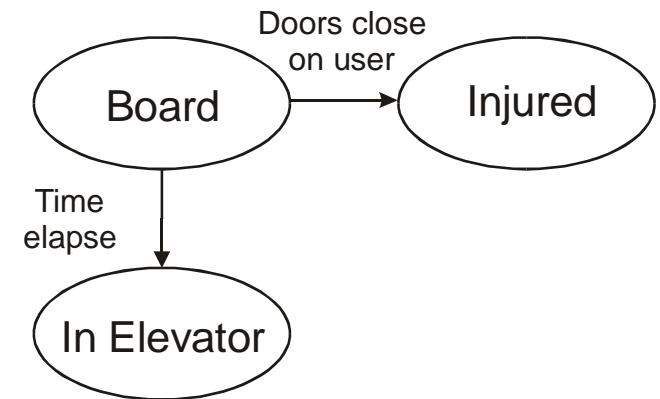 Doors close
on user
Board
Injured
Time
elapse
In Elevator